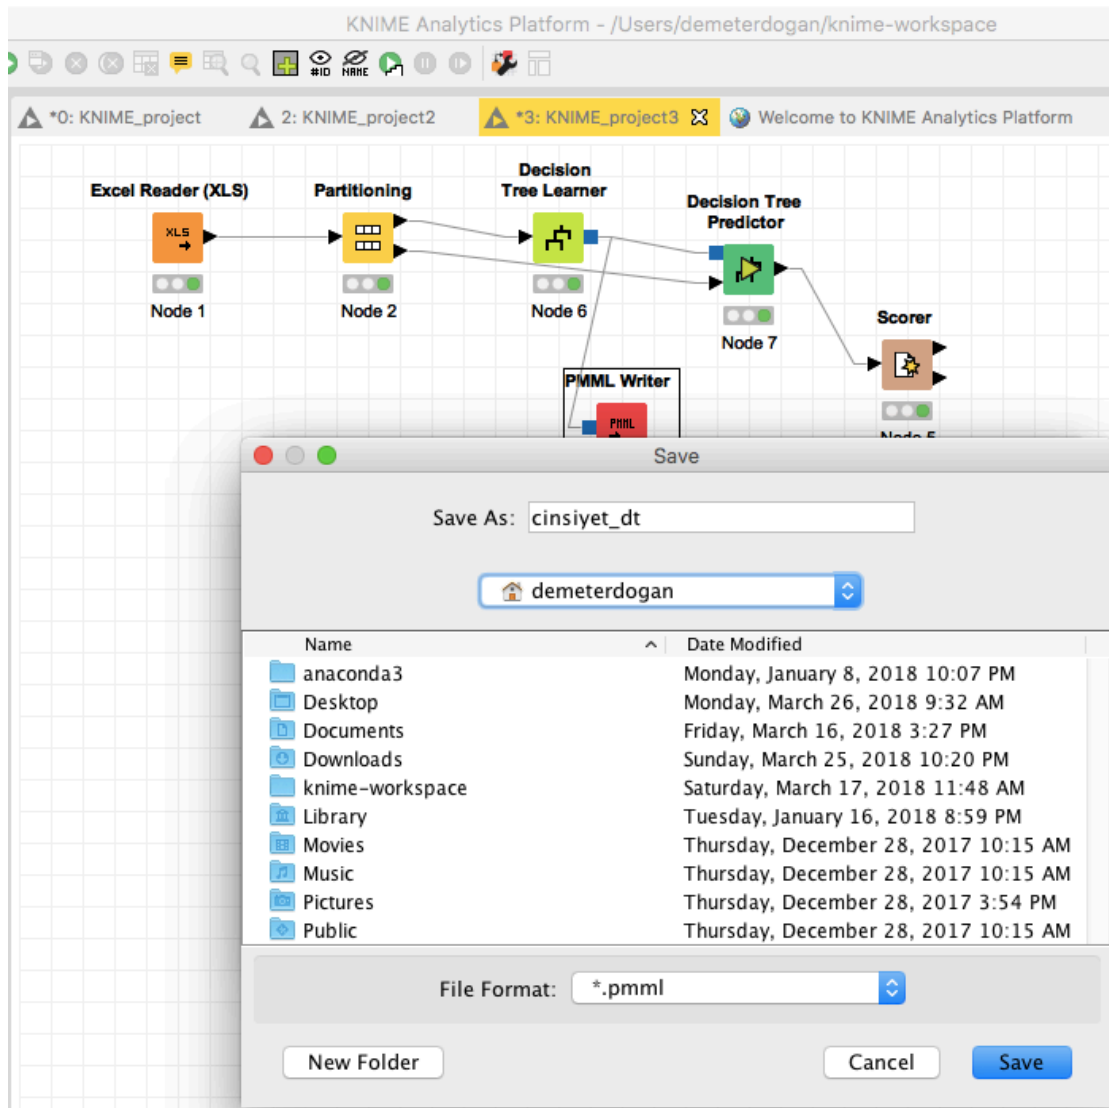 KNIME Analytics Platform - /Users/demeterdogan/knime-workspace
#ID NAME
*0: KNIME_project 2: KNIME_project2 *3: KNIME_project3 Welcome to KNIME Analytics Platform
Decision
Tree Learner
Excel Reader (XLS) Partitioning
Decision Tree
Predictor
XLS
Node 1 Node 2 Node 6
Node 7
Scorer
PMML Writer
PMML
Node 5
Save
Save As: cinsiyet_dt
demeterdogan
Name Date Modified
anaconda3 Monday, January 8, 2018 10:07 PM
Desktop Monday, March 26, 2018 9:32 AM
Documents Friday, March 16, 2018 3:27 PM
Downloads Sunday, March 25, 2018 10:20 PM
knime-workspace Saturday, March 17, 2018 11:48 AM
Library Tuesday, January 16, 2018 8:59 PM
Movies Thursday, December 28, 2017 10:15 AM
Music Thursday, December 28, 2017 10:15 AM
Pictures Thursday, December 28, 2017 3:54 PM
Public Thursday, December 28, 2017 10:15 AM
File Format: *.pmml
New Folder Cancel Save